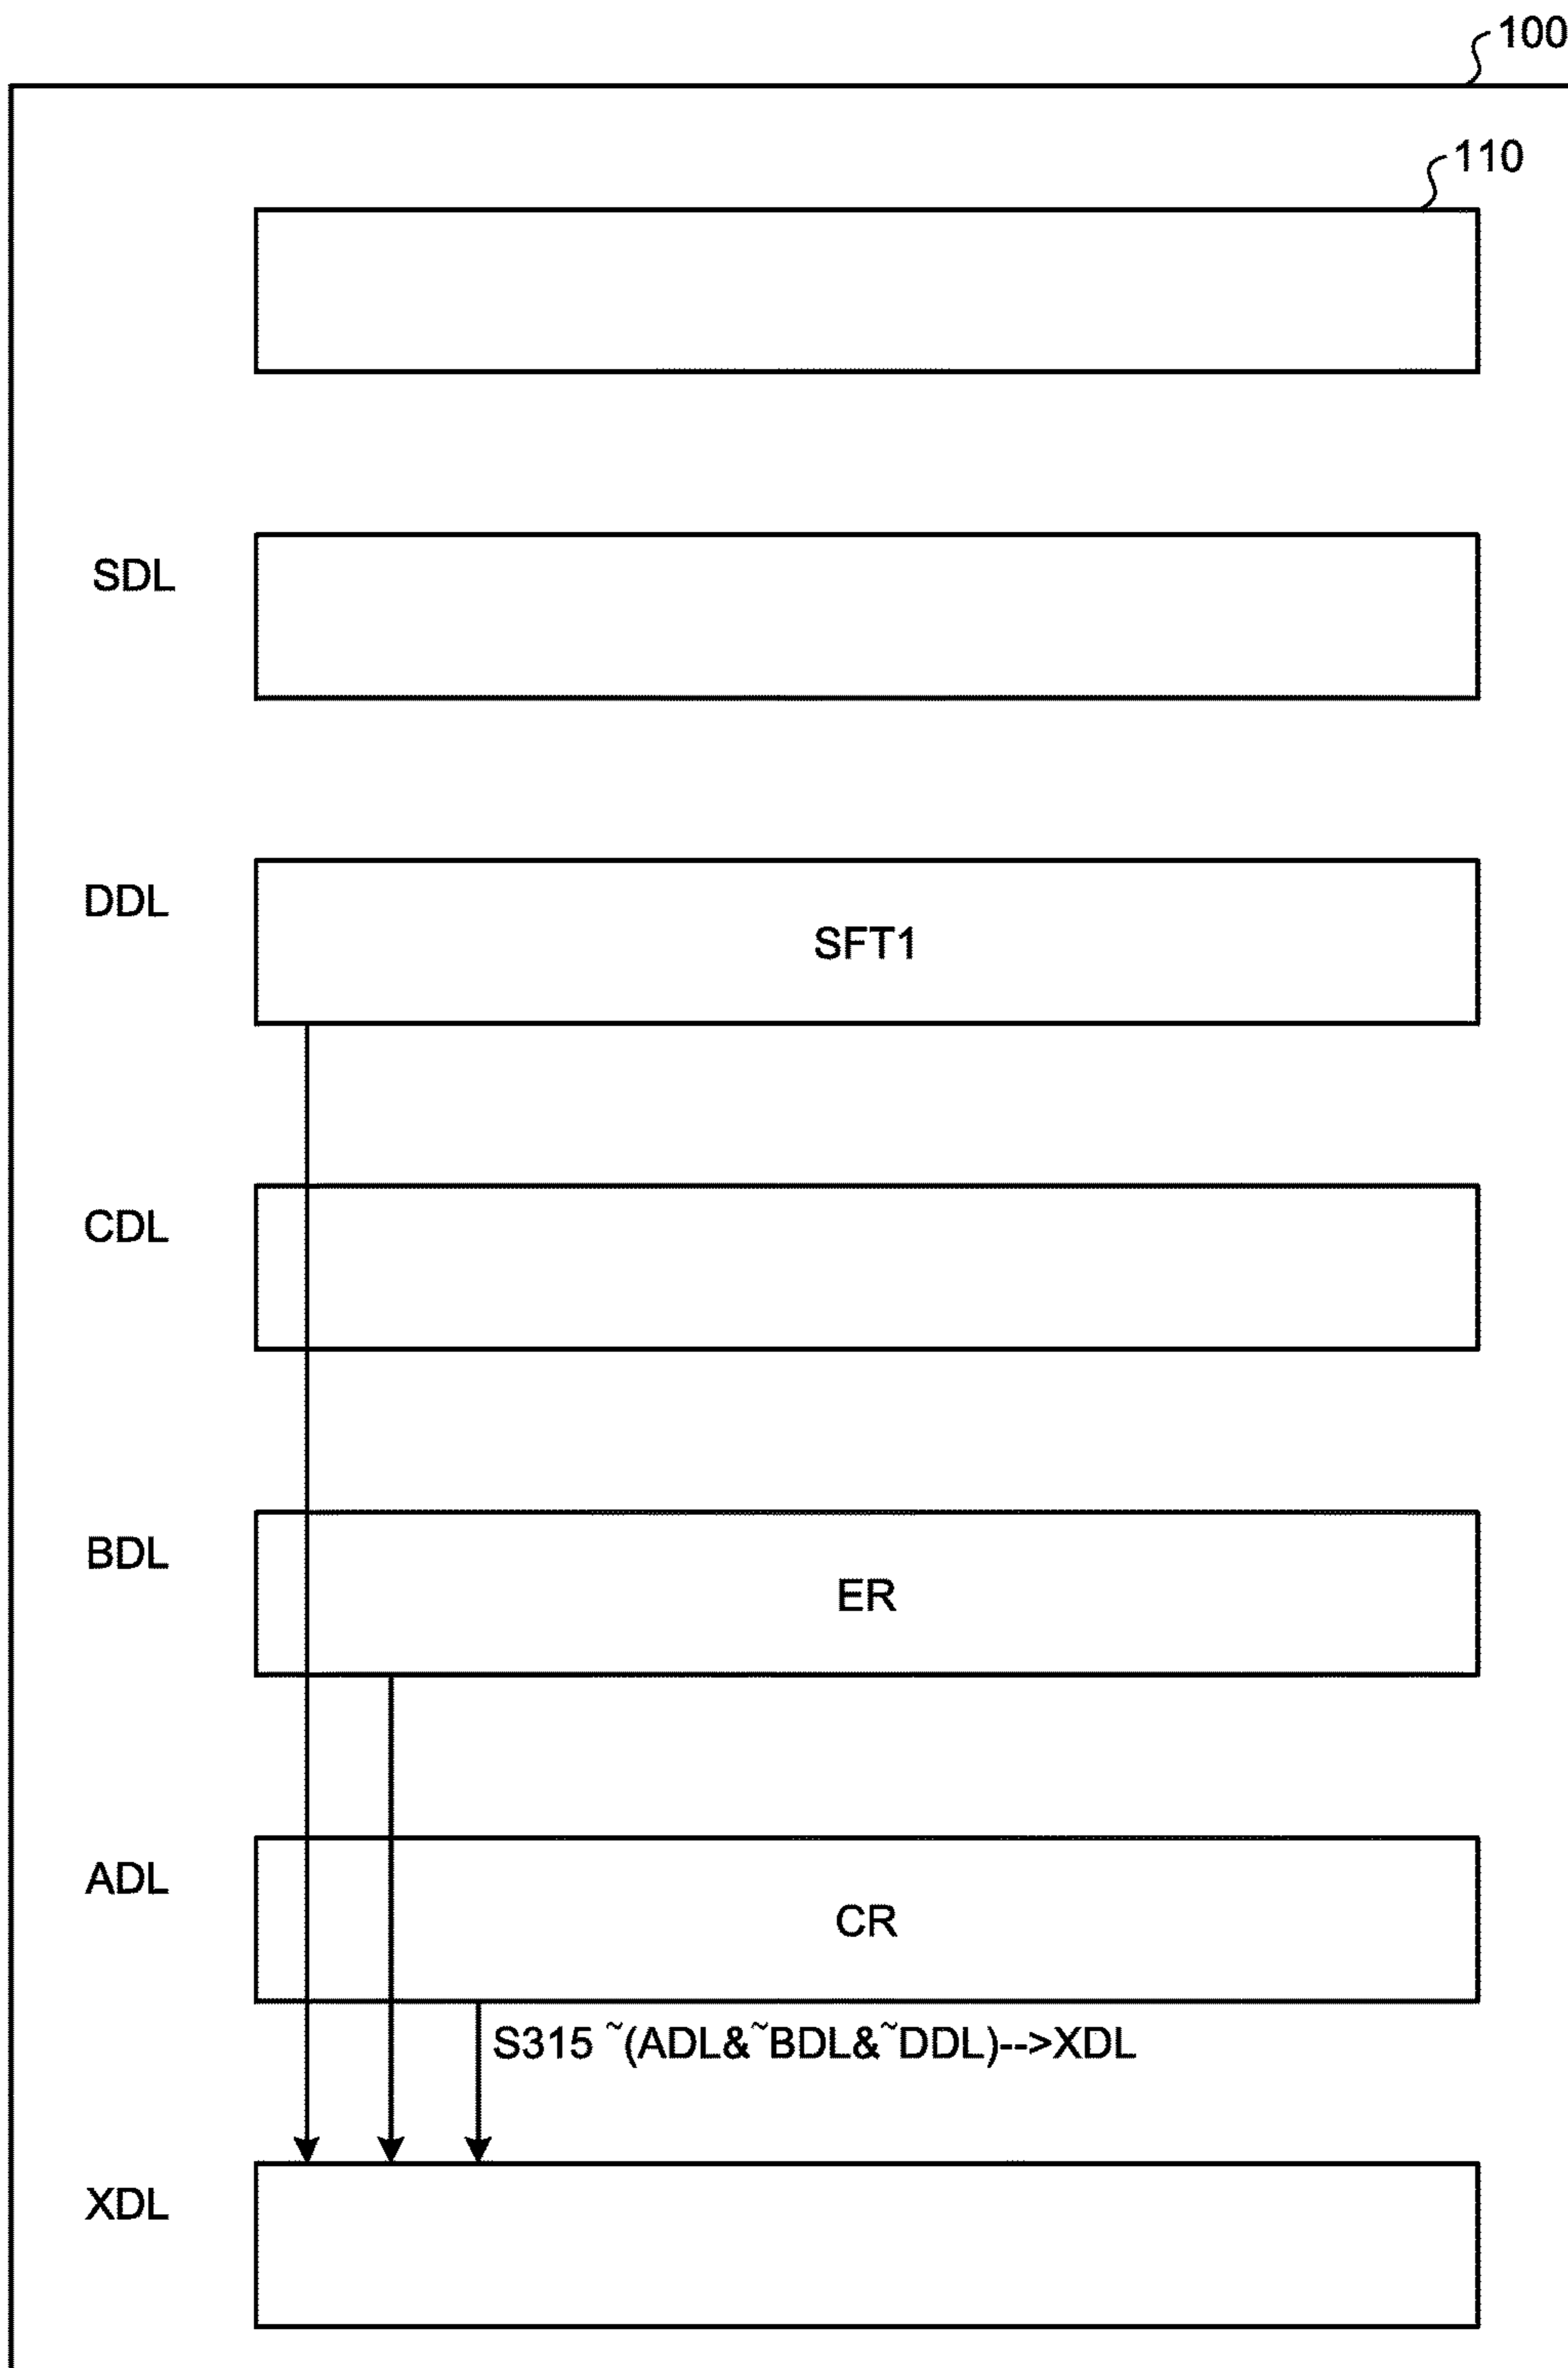 100
110
SDL
DDL
SFT1
CDL
BDL
ER
ADL
CR
S315 ~(ADL&~BDL&~DDL)-->XDL
XDL